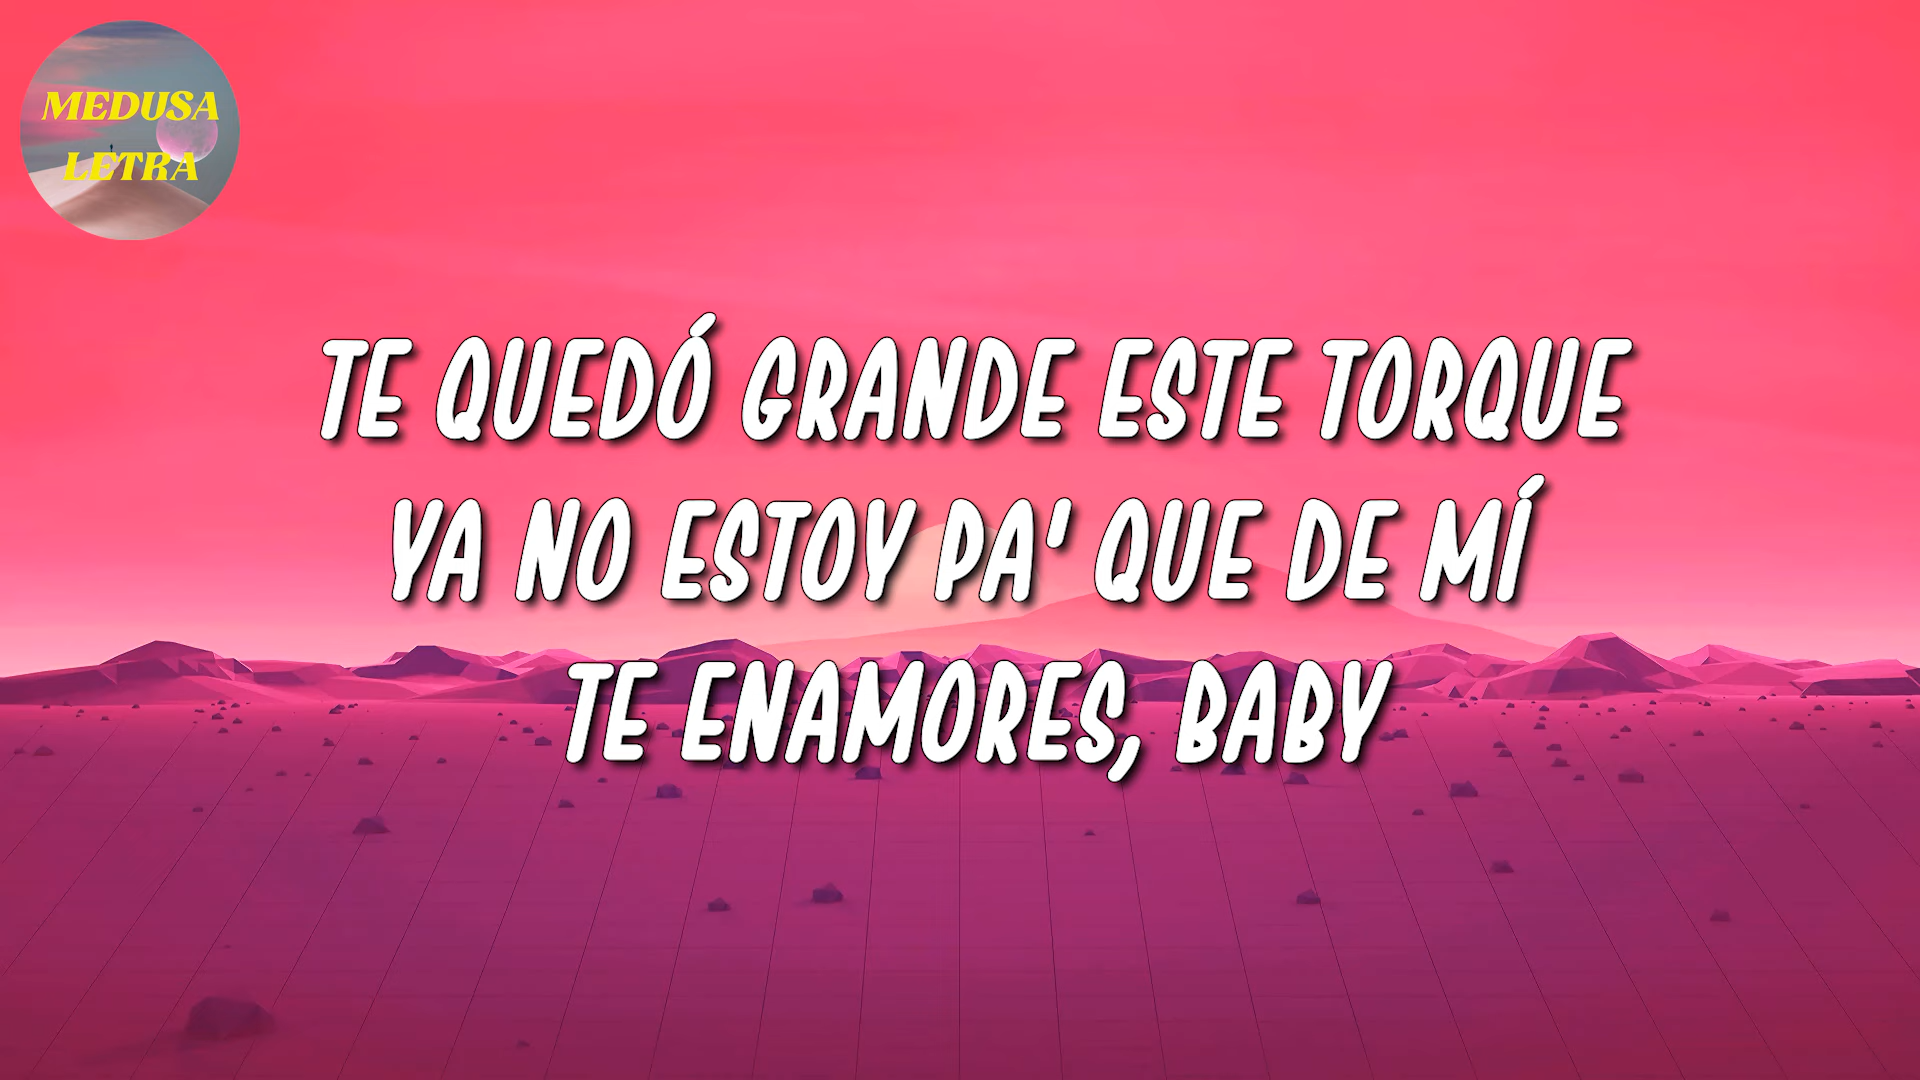 MEDUSA
LETRA
TE QUEDÓ GRANDE ESTE TORQUE
YA NO ESTOY PA' QUE DE MÍ
TE ENAMORES, BABY